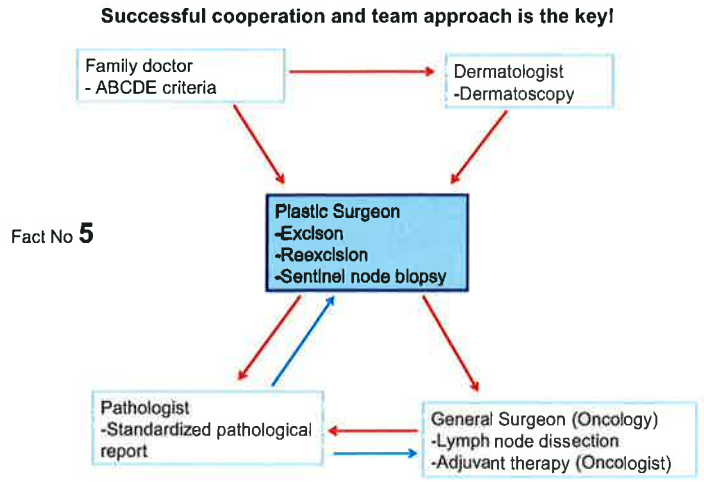 Successful cooperation and team approach is the key!
Family doctor
- ABCDE criteria
Dermatologist
-Dermatoscopy
Fact No 5
Plastic Surgeon
-Excison
-Reexcision
-Sentinel node biopsy
Pathologist
-Standardized pathological
report
General Surgeon (Oncology)
-Lymph node dissection
-Adjuvant therapy (Oncologist)